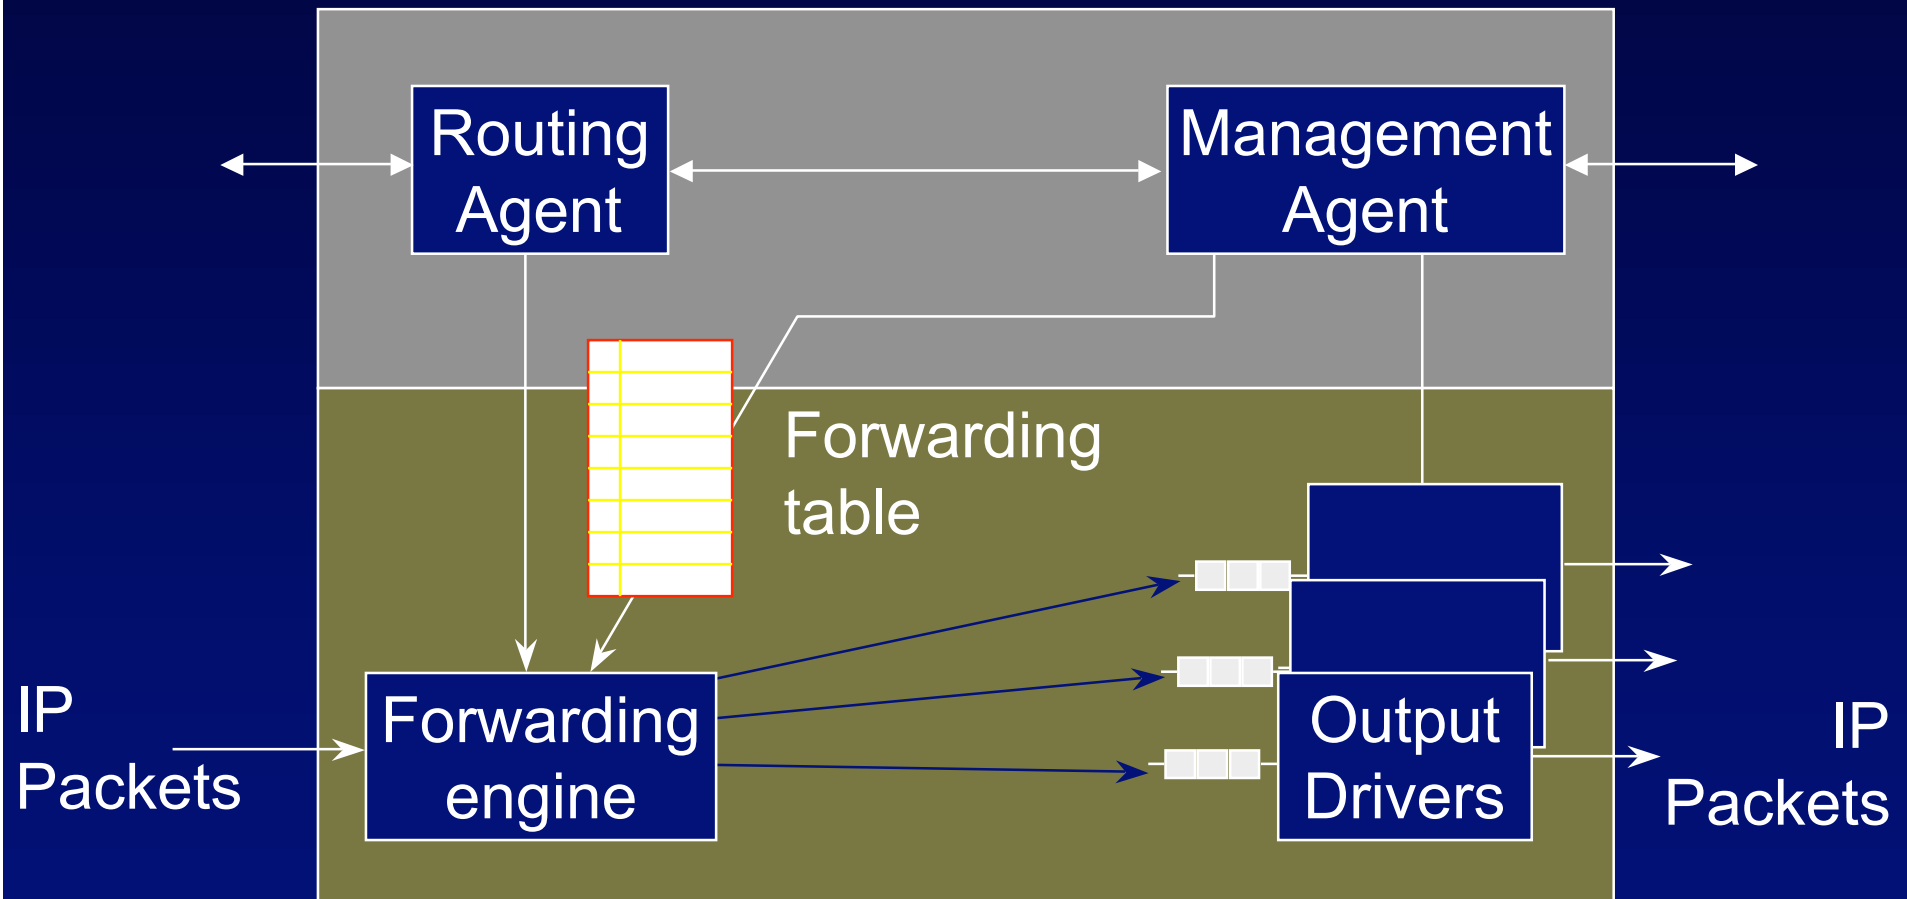 Routing
Agent
Management
Agent
Forwarding
table
IP
Packets
Forwarding
engine
Output
Drivers
IP
Packets